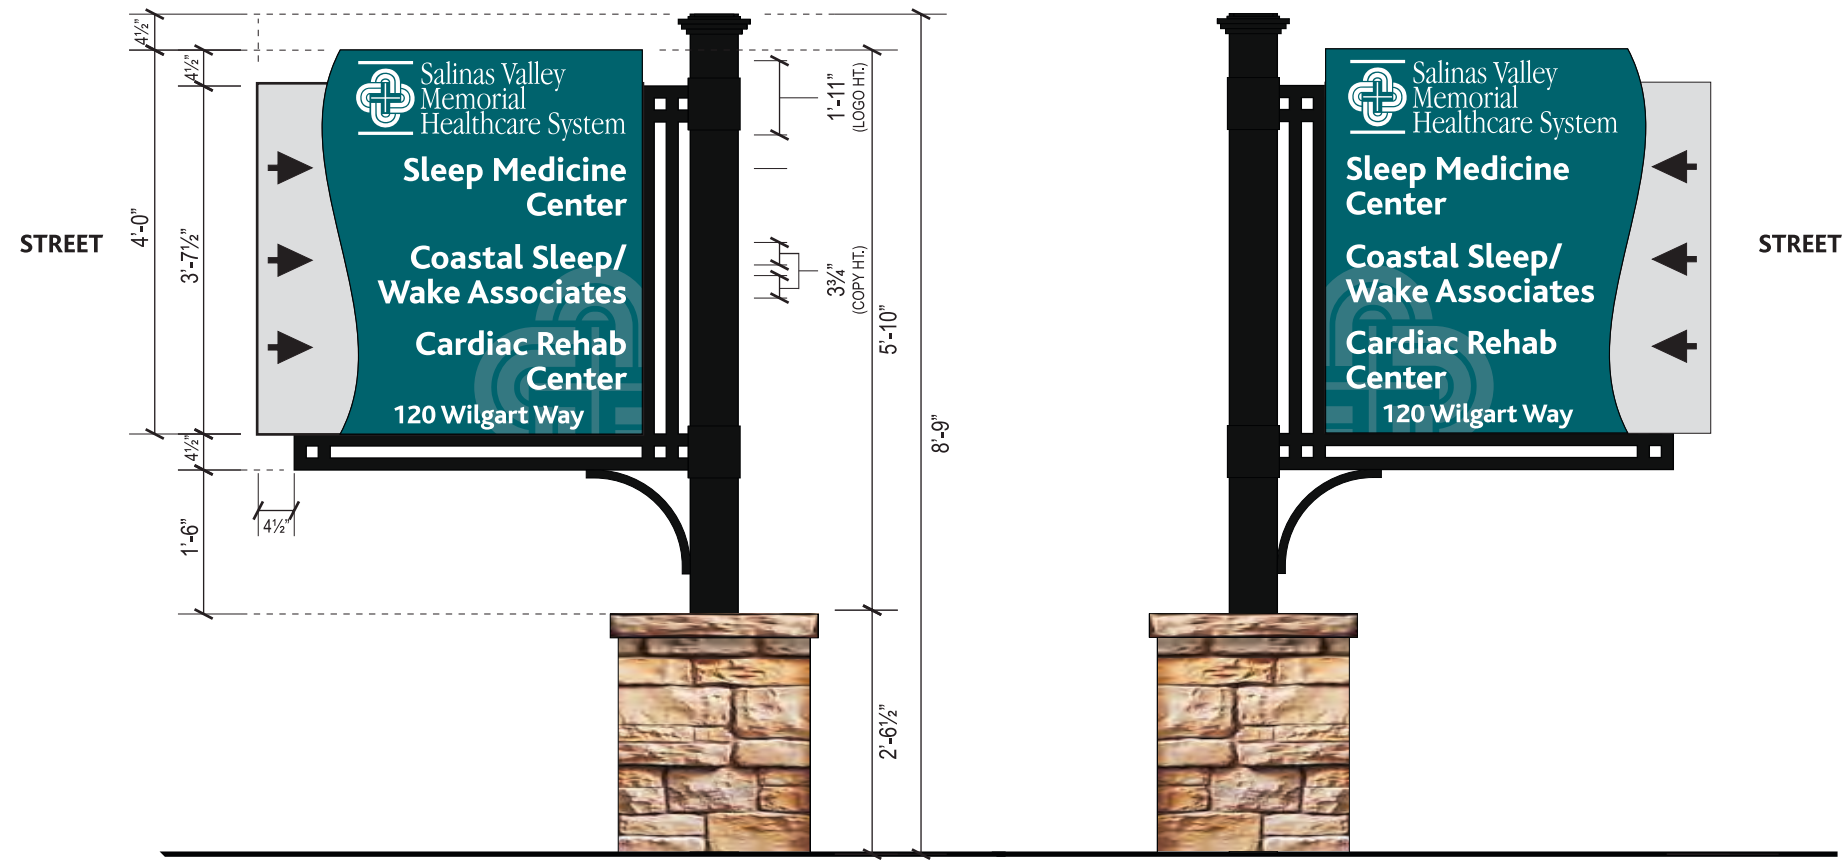 4½”
4½”
4’-0”
3’-7½”
4½”
1’-6”
4½”
STREET
Salinas Valley
Memorial
Healthcare System
Sleep Medicine
Center
Coastal Sleep/
Wake Associates
Cardiac Rehab
Center
120 Wilgart Way
1’-11”
(LOGO HT.)
3¾”
(COPY HT.)
5’-10”
8’-9”
2’-6½”
Salinas Valley
Memorial
Healthcare System
Sleep Medicine
Center
Coastal Sleep/
Wake Associates
Cardiac Rehab
Center
120 Wilgart Way
STREET